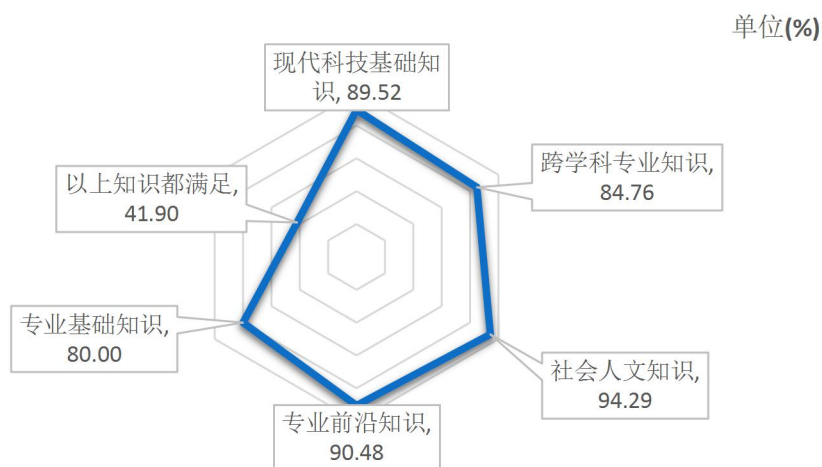 单位(%)
现代科技基础知
识, 89.52
跨学科专业知识,
84.76
以上知识都满足,
41.90
专业基础知识,
80.00
社会人文知识,
94.29
专业前沿知识,
90.48